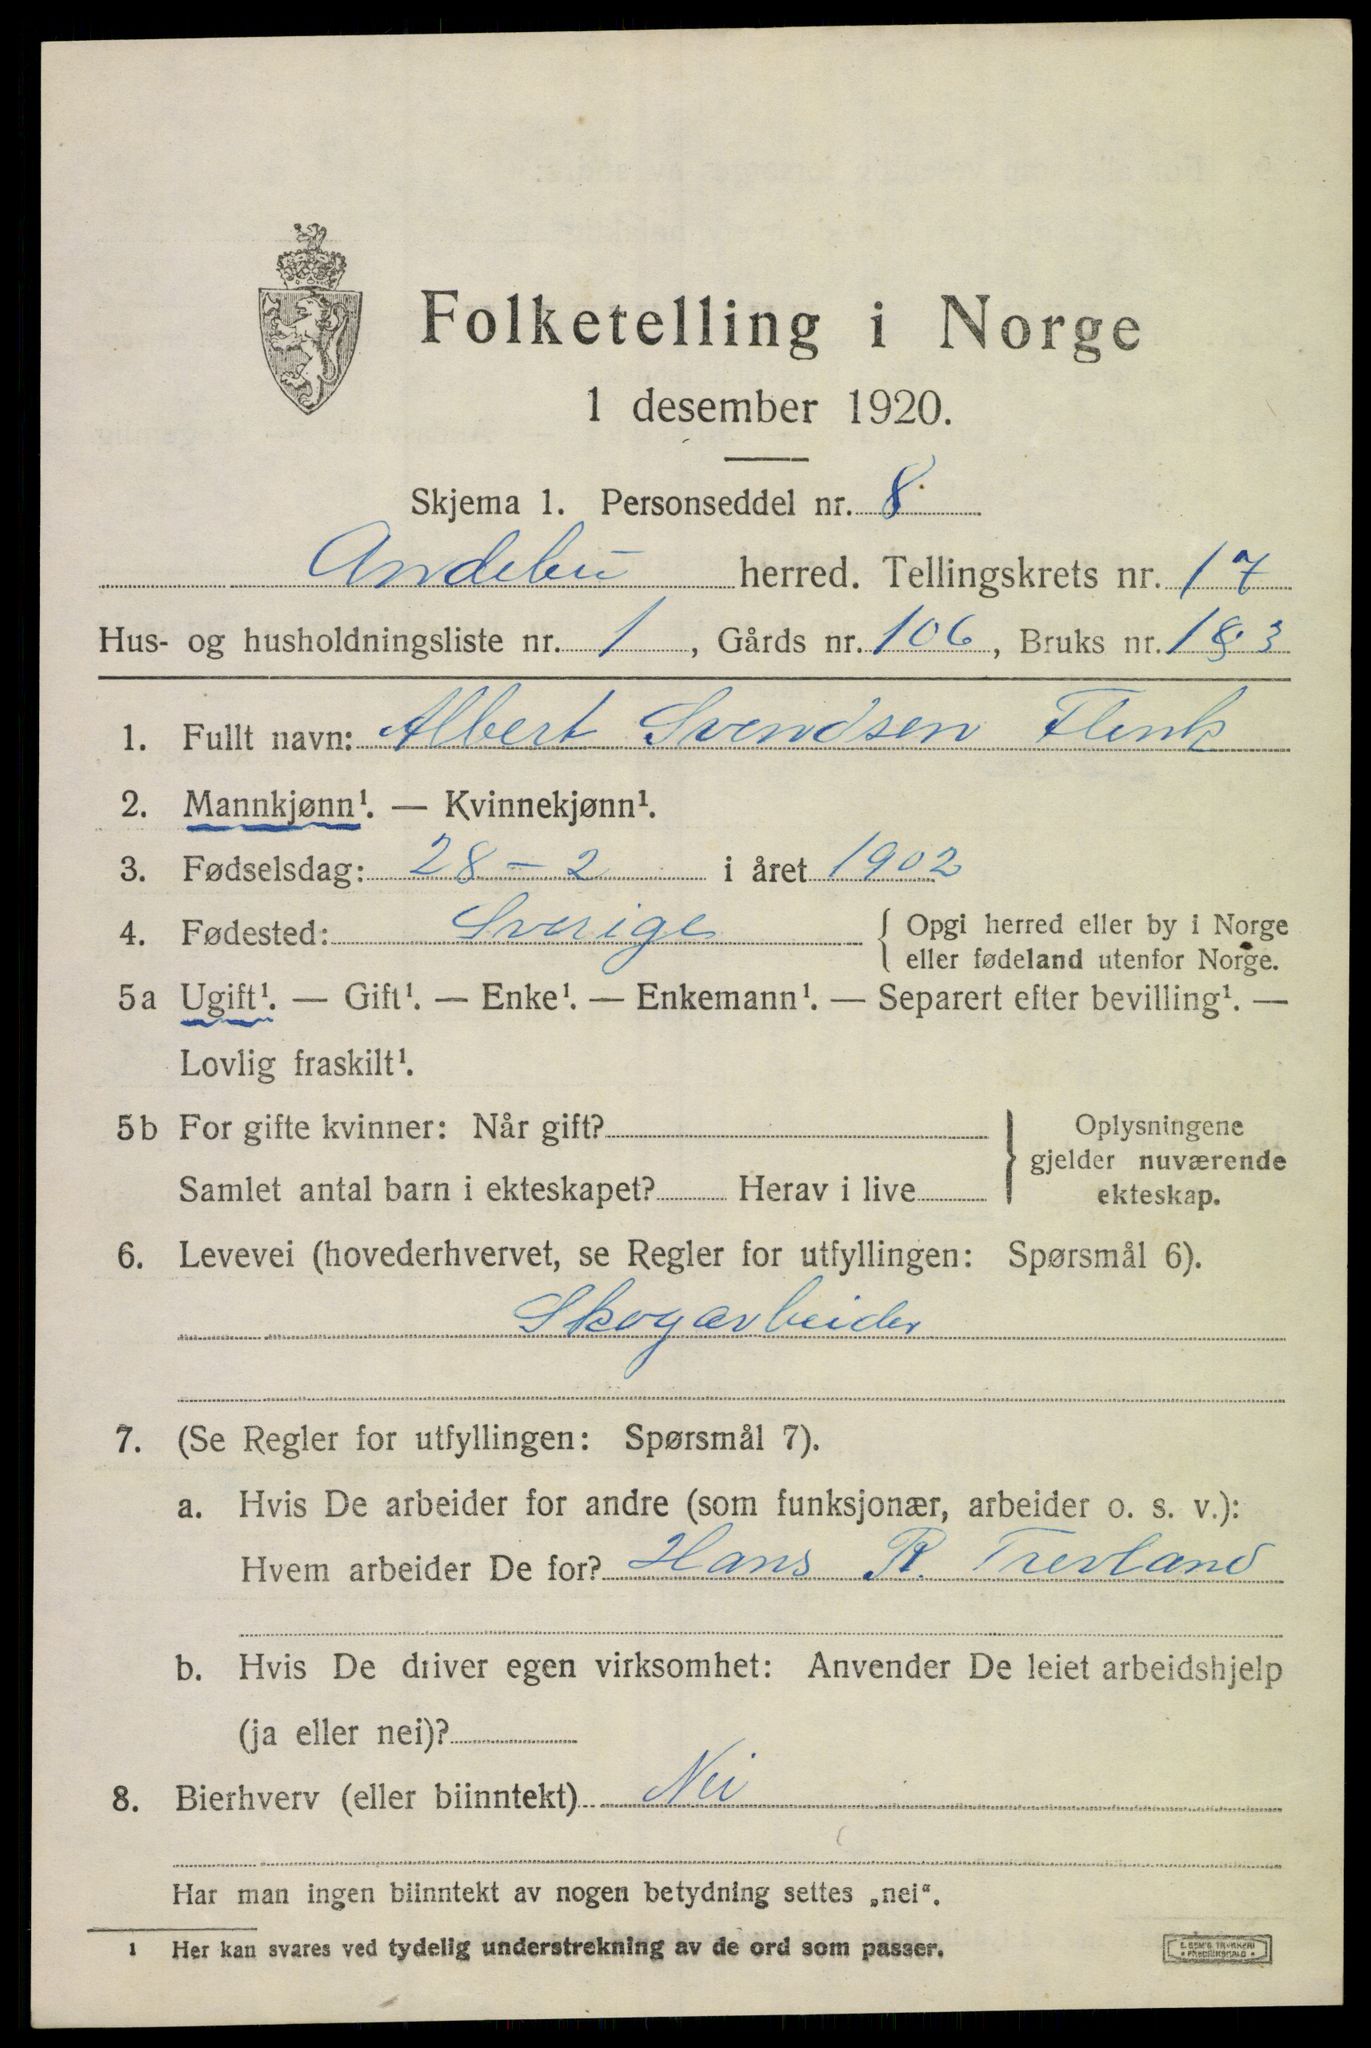 Folketelling i Norge
1 desember 1920.
Skjema 1. Personseddel nr. 8
Andebu herred. Tellingskrets nr. 17
Hus- og husholdningsliste nr. 1, Gårds nr. 106, Bruks nr. 1 & 3
1. Fullt navn: Albert Svendsen Flink
2. Mannkjønn¹. — Kvinnekjønn¹.
3. Fødselsdag: 28 - 2 i året 1902
4. Fødested: Sverige { Opgi herred eller by i Norge
eller fødeland utenfor Norge.
5a Ugift¹. — Gift¹. — Enke¹. — Enkemann¹. — Separert efter bevilling¹. —
Lovlig fraskilt¹.
5b For gifte kvinner: Når gift?
Samlet antal barn i ekteskapet? Herav i live
Oplysningene
gjelder nuværende
ekteskap.
6. Levevei (hovederhvervet, se Regler for utfyllingen: Spørsmål 6).
Skogarbeider
7. (Se Regler for utfyllingen: Spørsmål 7).
a. Hvis De arbeider for andre (som funksjonær, arbeider o. s. v.):
Hvem arbeider De for? Hans R. Trevland
b. Hvis De driver egen virksomhet: Anvender De leiet arbeidshjelp
(ja eller nei)?
8. Bierhverv (eller biinntekt) Nei
Har man ingen biinntekt av nogen betydning settes „nei".
1 Her kan svares ved tydelig understrekning av de ord som passer.